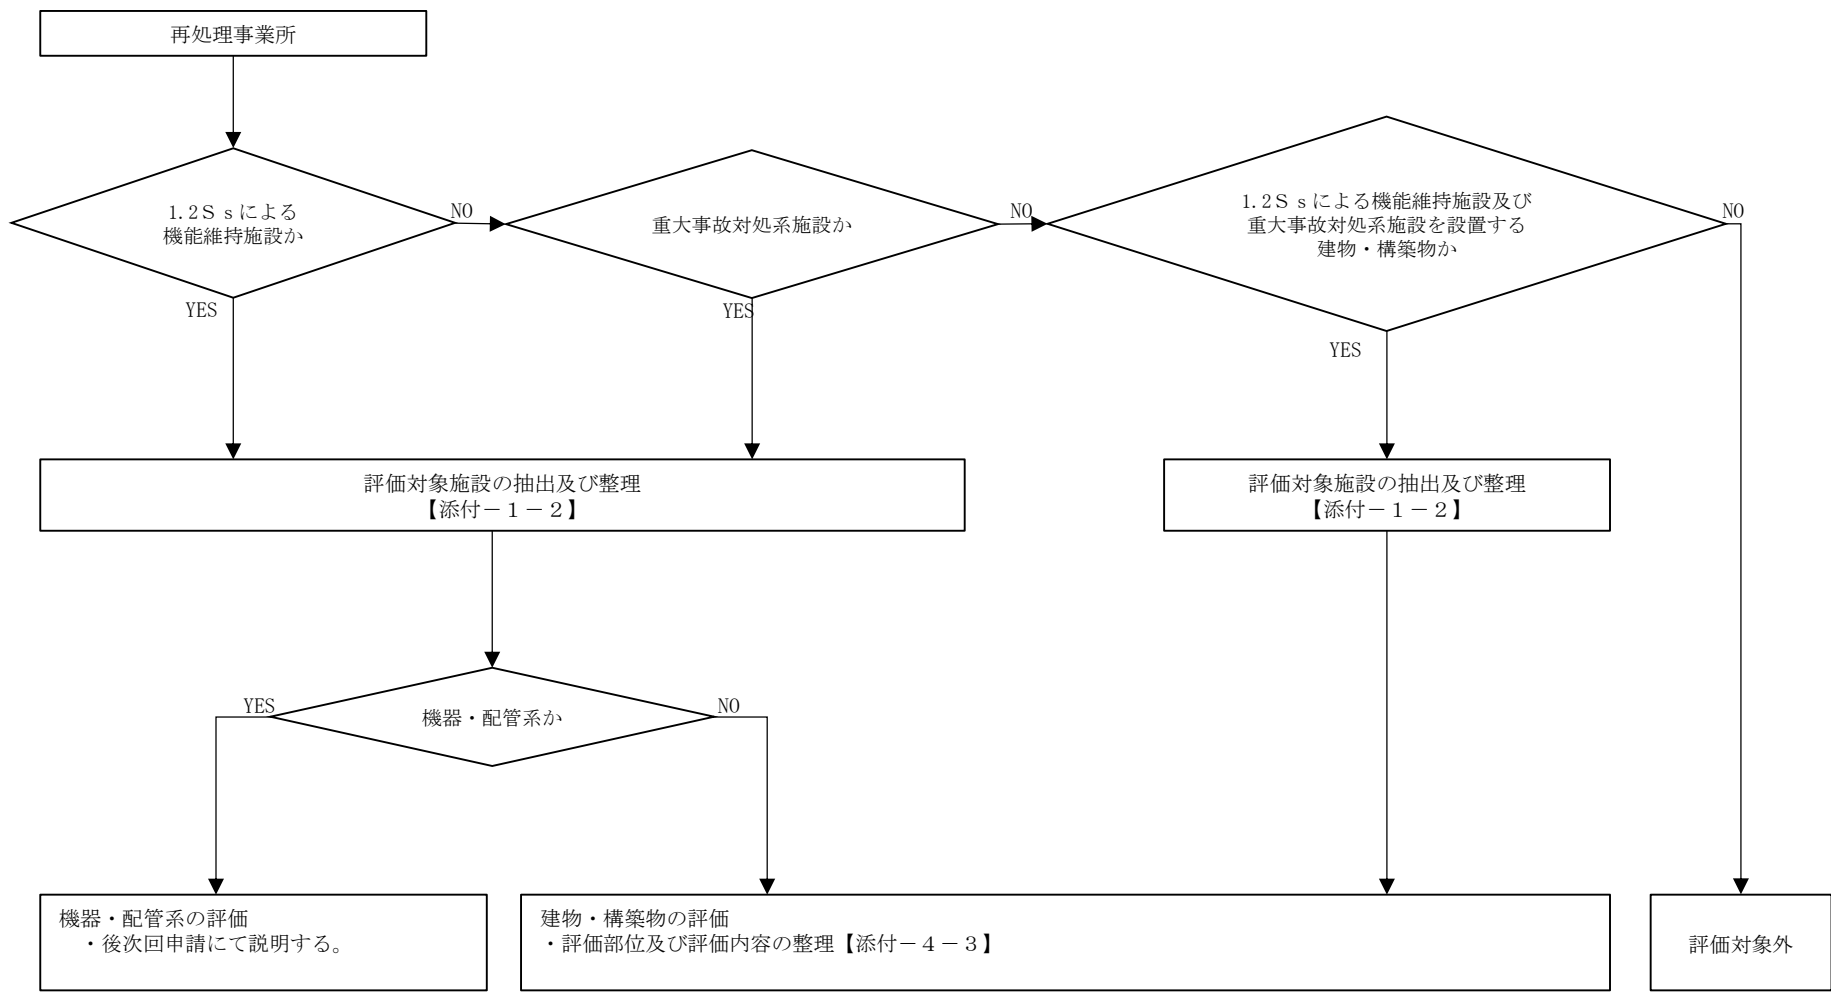 再処理事業所
1.2Ｓｓによる
機能維持施設か
NO
重大事故対処系施設か
NO
1.2Ｓｓによる機能維持施設及び
重大事故対処系施設を設置する
建物・構築物か
NO
YES
YES
YES
評価対象施設の抽出及び整理
【添付－１－２】
評価対象施設の抽出及び整理
【添付－１－２】
YES
機器・配管系か
NO
機器・配管系の評価
・後次回申請にて説明する。
建物・構築物の評価
・評価部位及び評価内容の整理【添付－４－３】
評価対象外